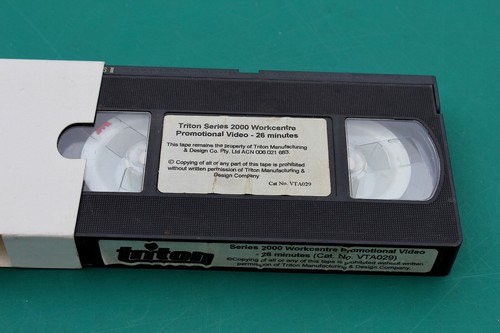 Triton Series 2000 Workcentre
Promotional Video - 26 minutes
This tape remains the property of Triton Manufacturing
& Design Co. Pty. Ltd ACN 006 021 683
© Copying of all or any part of this tape is prohibited
without written permission of Triton Manufacturing &
Design Company
Cat No. VTA029
triton
Series 2000 Workcentre Promotional Video
- 26 minutes (Cat. No. VTA029)
©Copying of all or any of this tape is prohibited without written
permission of Triton Manufacturing & Design Company.